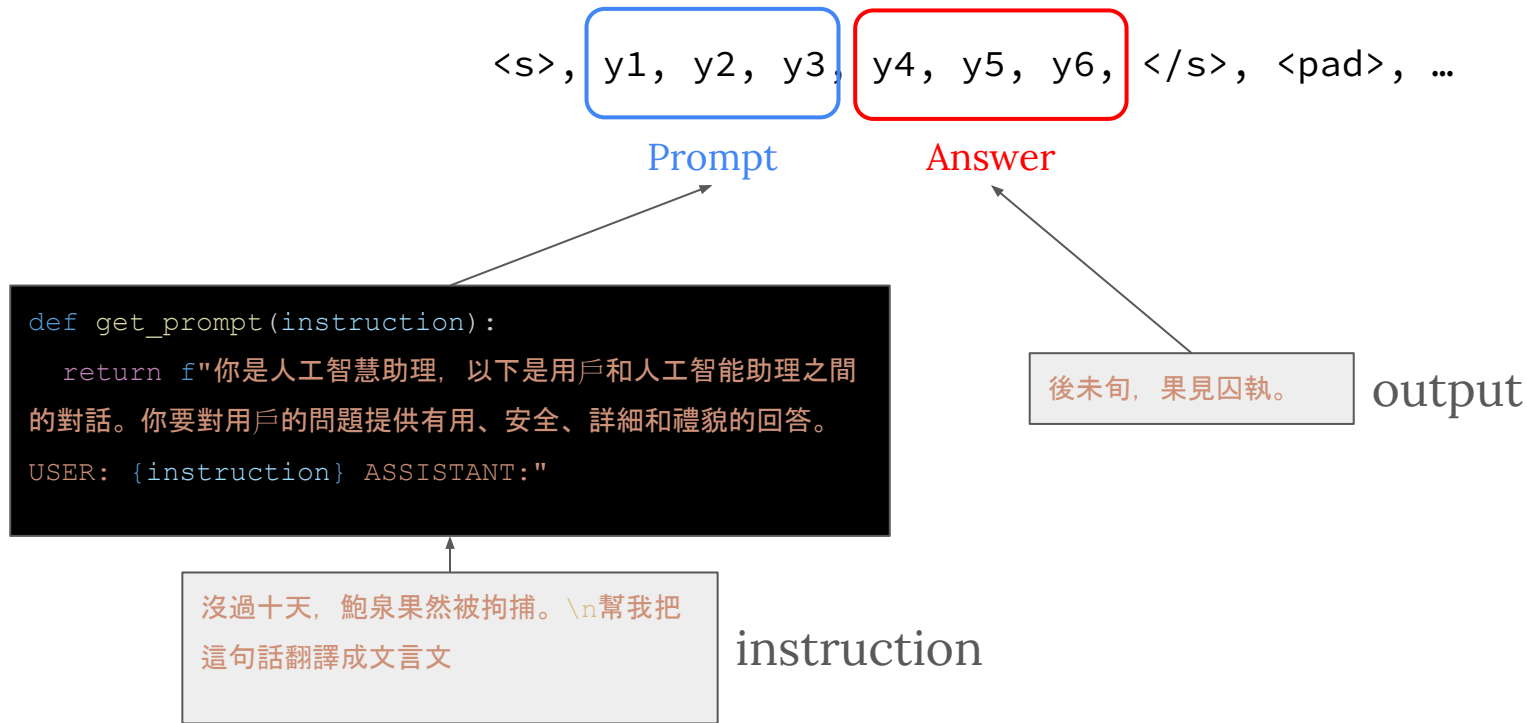 <s>, y1, y2, y3, y4, y5, y6, </s>, <pad>, …
Prompt
Answer
def get_prompt(instruction):
return f"你是人工智慧助理，以下是用戶和人工智能助理之間
的對話。你要對用戶的問題提供有用、安全、詳細和禮貌的回答。
USER: {instruction} ASSISTANT:"
後未旬，果見囚執。
output
沒過十天，鮑泉果然被拘捕。\n幫我把
這句話翻譯成文言文
instruction